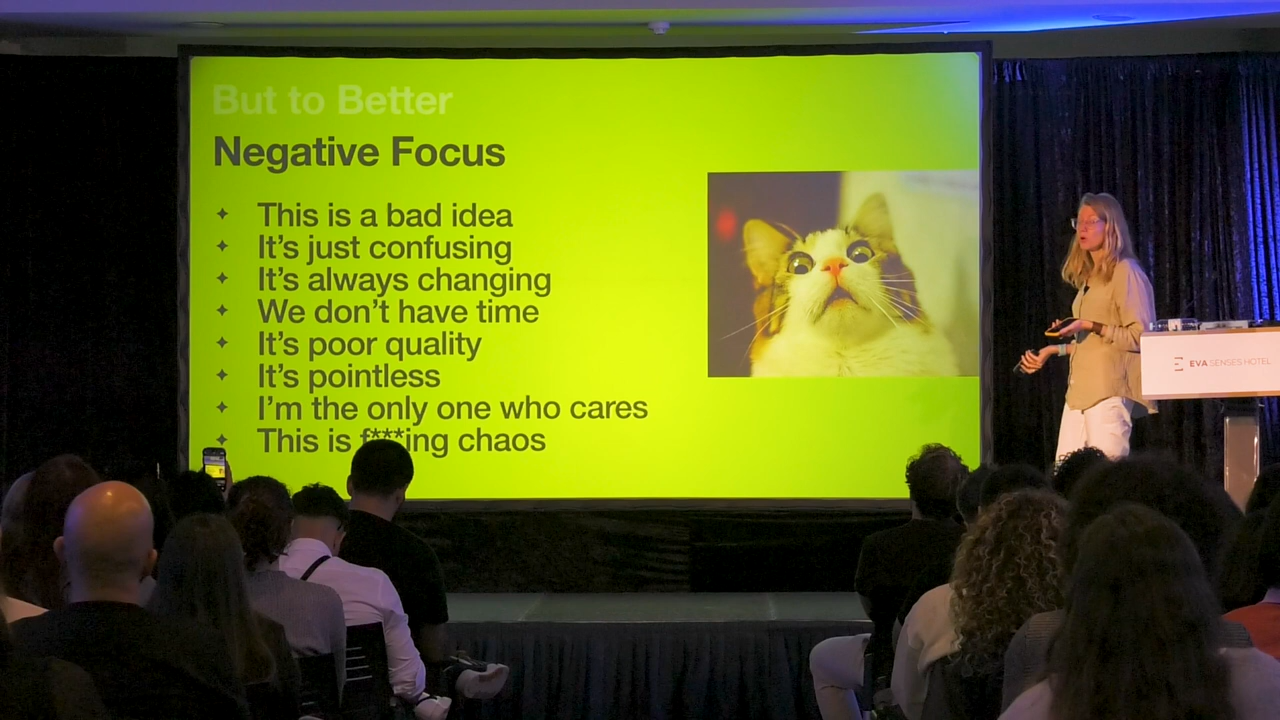 But to Better
Negative Focus
✦ This is a bad idea
✦ It's just confusing
✦ It's always changing
✦ We don't have time
✦ It's poor quality
✦ It's pointless
✦ I'm the only one who cares
✦ This is f***ing chaos
EVA SENSES HOTEL